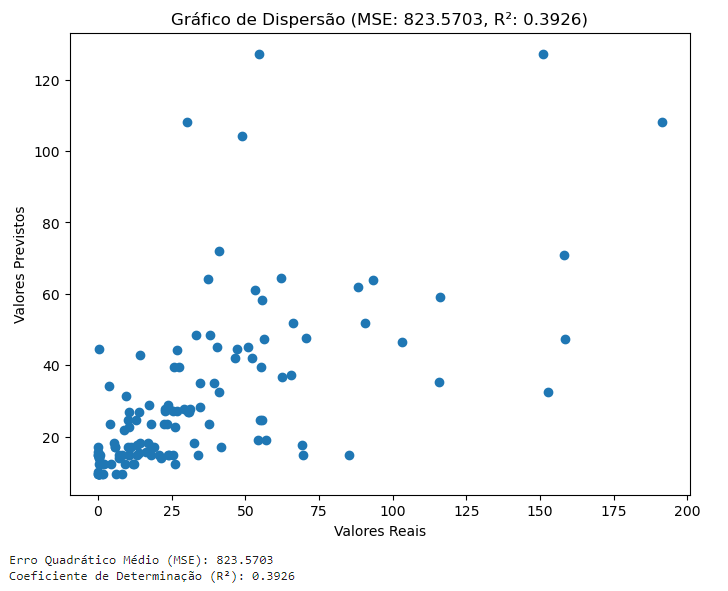 Gráfico de Dispersão (MSE: 823.5703, R²: 0.3926)
Valores Previstos
120
100
80
60
40
20
0 25 50 75 100 125 150 175 200
Valores Reais
Erro Quadrático Médio (MSE): 823.5703
Coeficiente de Determinação (R²): 0.3926